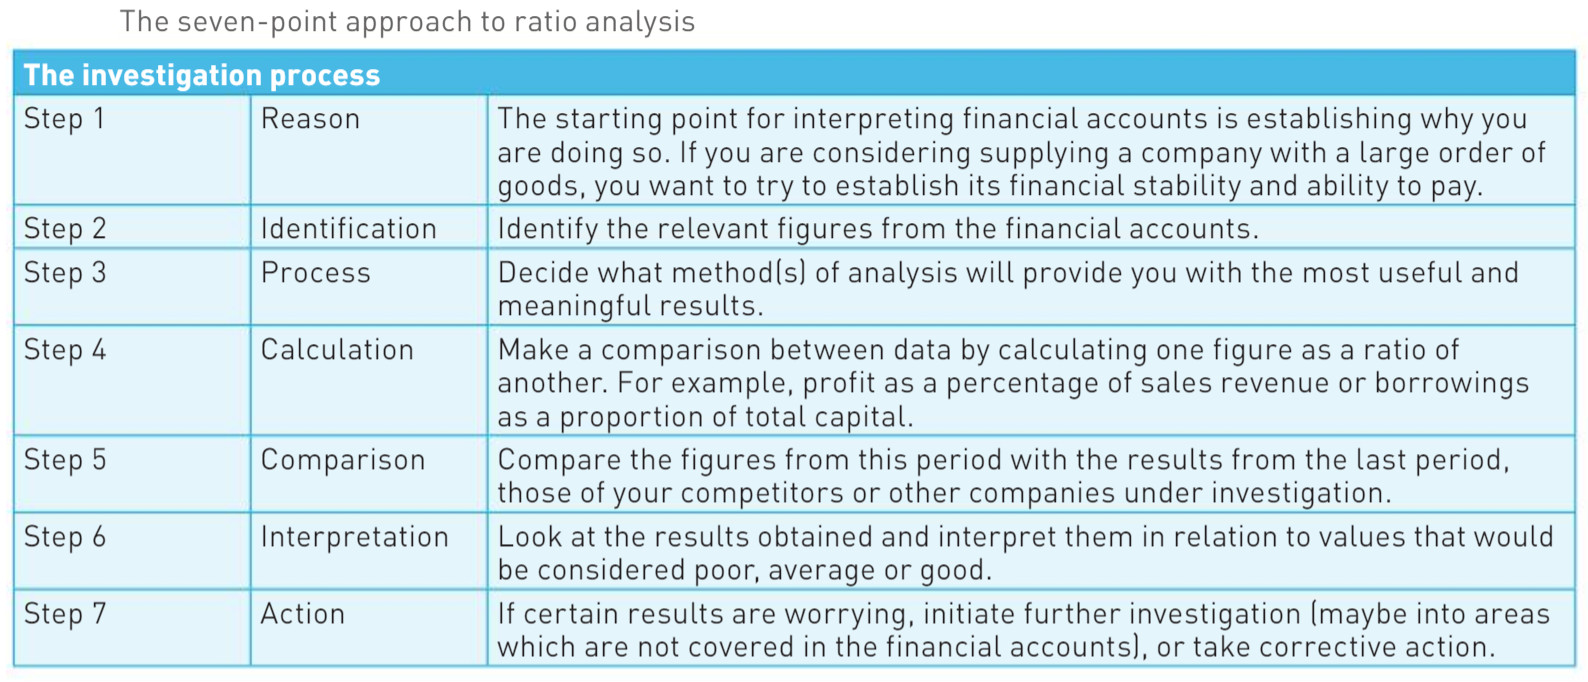 The seven-point approach to ratio analysis
The investigation process
Step 1 Reason The starting point for interpreting financial accounts is establishing why you
are doing so. If you are considering supplying a company with a large order of
goods, you want to try to establish its financial stability and ability to pay.
Step 2 Identification Identify the relevant figures from the financial accounts.
Step 3 Process Decide what method(s) of analysis will provide you with the most useful and
meaningful results.
Step 4 Calculation Make a comparison between data by calculating one figure as a ratio of
another. For example, profit as a percentage of sales revenue or borrowings
as a proportion of total capital.
Step 5 Comparison Compare the figures from this period with the results from the last period,
those of your competitors or other companies under investigation.
Step 6 Interpretation Look at the results obtained and interpret them in relation to values that would
be considered poor, average or good.
Step 7 Action If certain results are worrying, initiate further investigation (maybe into areas
which are not covered in the financial accounts), or take corrective action.